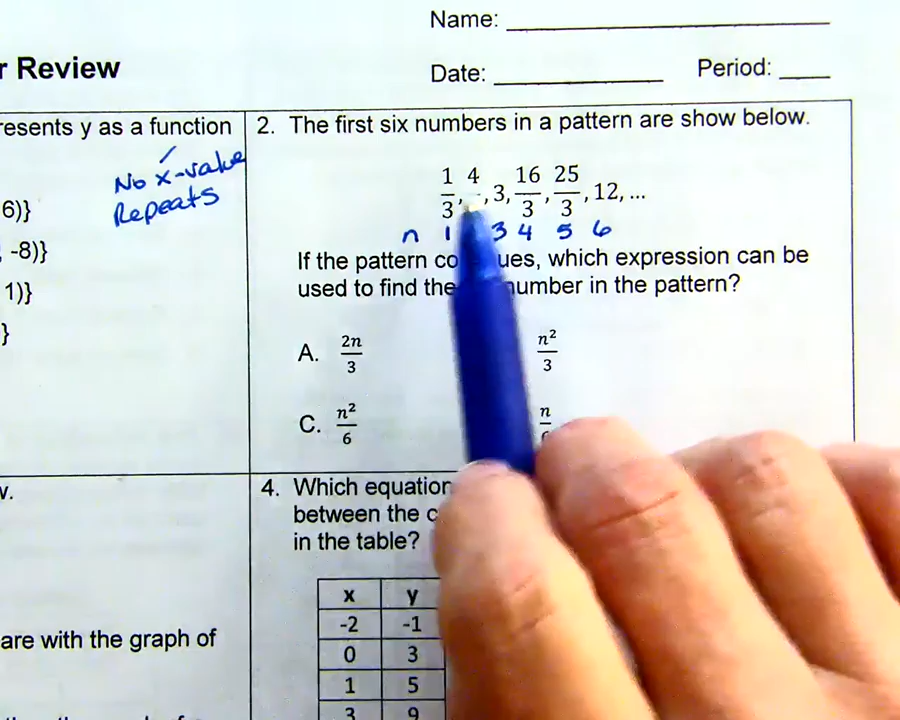 Name:
r Review
Date: Period:
resents y as a function
No x-value
Repeats
6)}
-8)}
1)}
}
2. The first six numbers in a pattern are show below.
1/3, 4 , 3, 16/3, 25/3, 12, ...
n 1 3 4 5 6
If the pattern co ues, which expression can be
used to find the umber in the pattern?
A. 2n/3
n²/3
C. n²/6
n
v.
are with the graph of
4. Which equation
between the c
in the table?
x y
-2 -1
0 3
1 5
3 9